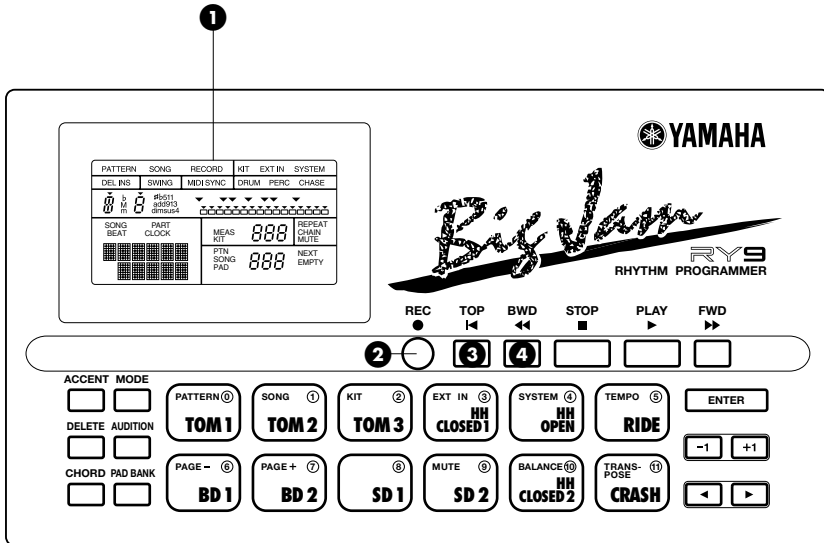 1
YAMAHA
PATTERN SONG RECORD KIT EXT IN SYSTEM
DEL INS SWING MIDI SYNC DRUM PERC CHASE
8 b M m 8 #b511 add913 dimsus4
SONG PART
BEAT CLOCK
MEAS KIT 888 REPEAT CHAIN MUTE
PTN SONG PAD 888 NEXT EMPTY
Big Jam
RY9
RHYTHM PROGRAMMER
REC TOP BWD STOP PLAY FWD
2 3 4
ACCENT MODE
PATTERN 0 SONG 1 KIT 2 EXT IN 3 SYSTEM 4 TEMPO 5 ENTER
TOM 1 TOM 2 TOM 3 HH CLOSED 1 HH OPEN RIDE
DELETE AUDITION
-1 +1
CHORD PAD BANK
PAGE - 6 PAGE + 7 8 MUTE 9 BALANCE 10 TRANS-POSE 11
BD 1 BD 2 SD 1 SD 2 HH CLOSED 2 CRASH